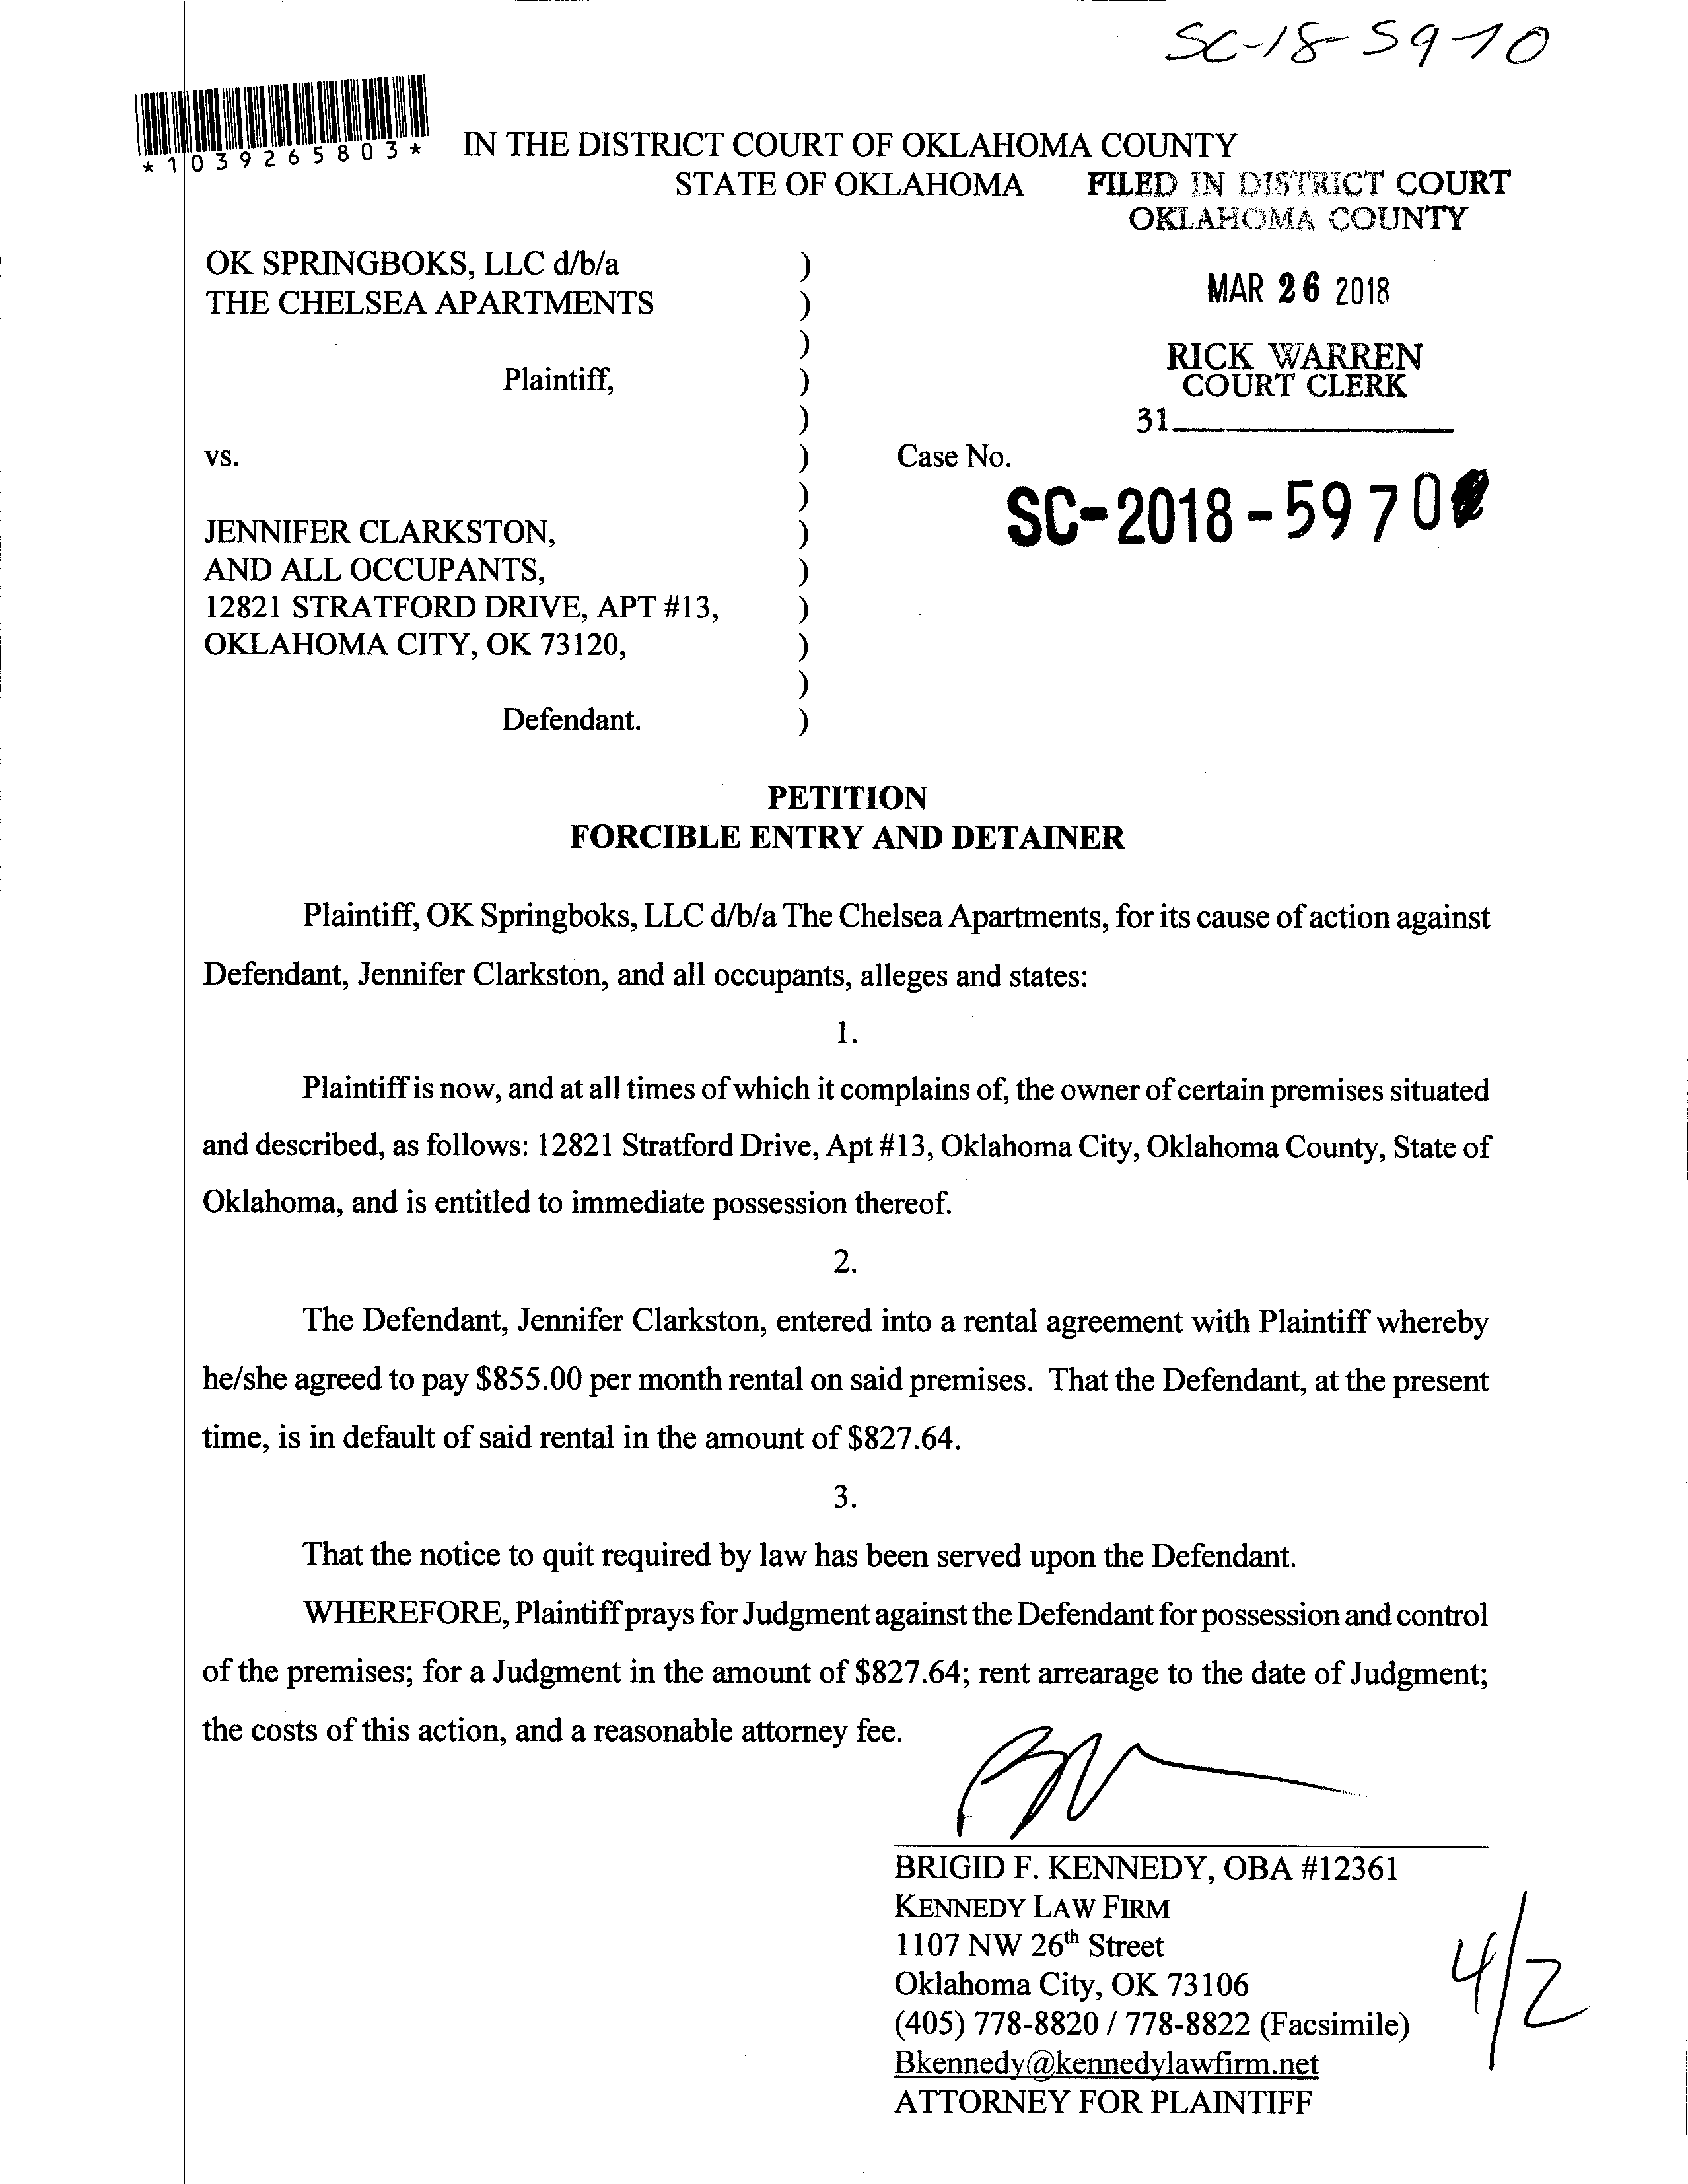 SC-18-5970
*1039265803*
IN THE DISTRICT COURT OF OKLAHOMA COUNTY
STATE OF OKLAHOMA
FILED IN DISTRICT COURT
OKLAHOMA COUNTY
MAR 26 2018
RICK WARREN
COURT CLERK
31
OK SPRINGBOKS, LLC d/b/a )
THE CHELSEA APARTMENTS )
)
Plaintiff, )
)
vs. ) Case No.
) SC-2018-5970
JENNIFER CLARKSTON, )
AND ALL OCCUPANTS, )
12821 STRATFORD DRIVE, APT #13, )
OKLAHOMA CITY, OK 73120, )
)
Defendant. )
PETITION
FORCIBLE ENTRY AND DETAINER
Plaintiff, OK Springboks, LLC d/b/a The Chelsea Apartments, for its cause of action against
Defendant, Jennifer Clarkston, and all occupants, alleges and states:
1.
Plaintiff is now, and at all times of which it complains of, the owner of certain premises situated
and described, as follows: 12821 Stratford Drive, Apt #13, Oklahoma City, Oklahoma County, State of
Oklahoma, and is entitled to immediate possession thereof.
2.
The Defendant, Jennifer Clarkston, entered into a rental agreement with Plaintiff whereby
he/she agreed to pay $855.00 per month rental on said premises. That the Defendant, at the present
time, is in default of said rental in the amount of $827.64.
3.
That the notice to quit required by law has been served upon the Defendant.
WHEREFORE, Plaintiff prays for Judgment against the Defendant for possession and control
of the premises; for a Judgment in the amount of $827.64; rent arrearage to the date of Judgment;
the costs of this action, and a reasonable attorney fee.
BRIGID F. KENNEDY, OBA #12361
KENNEDY LAW FIRM
1107 NW 26th Street
Oklahoma City, OK 73106
(405) 778-8820 / 778-8822 (Facsimile)
Bkennedy@kennedylawfirm.net
ATTORNEY FOR PLAINTIFF
4/2